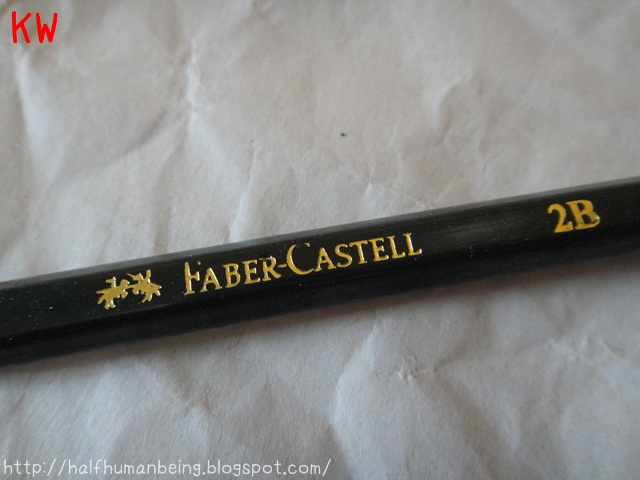 KW
FABER-CASTELL 2B
http://halfhumanbeing.blogspot.com/